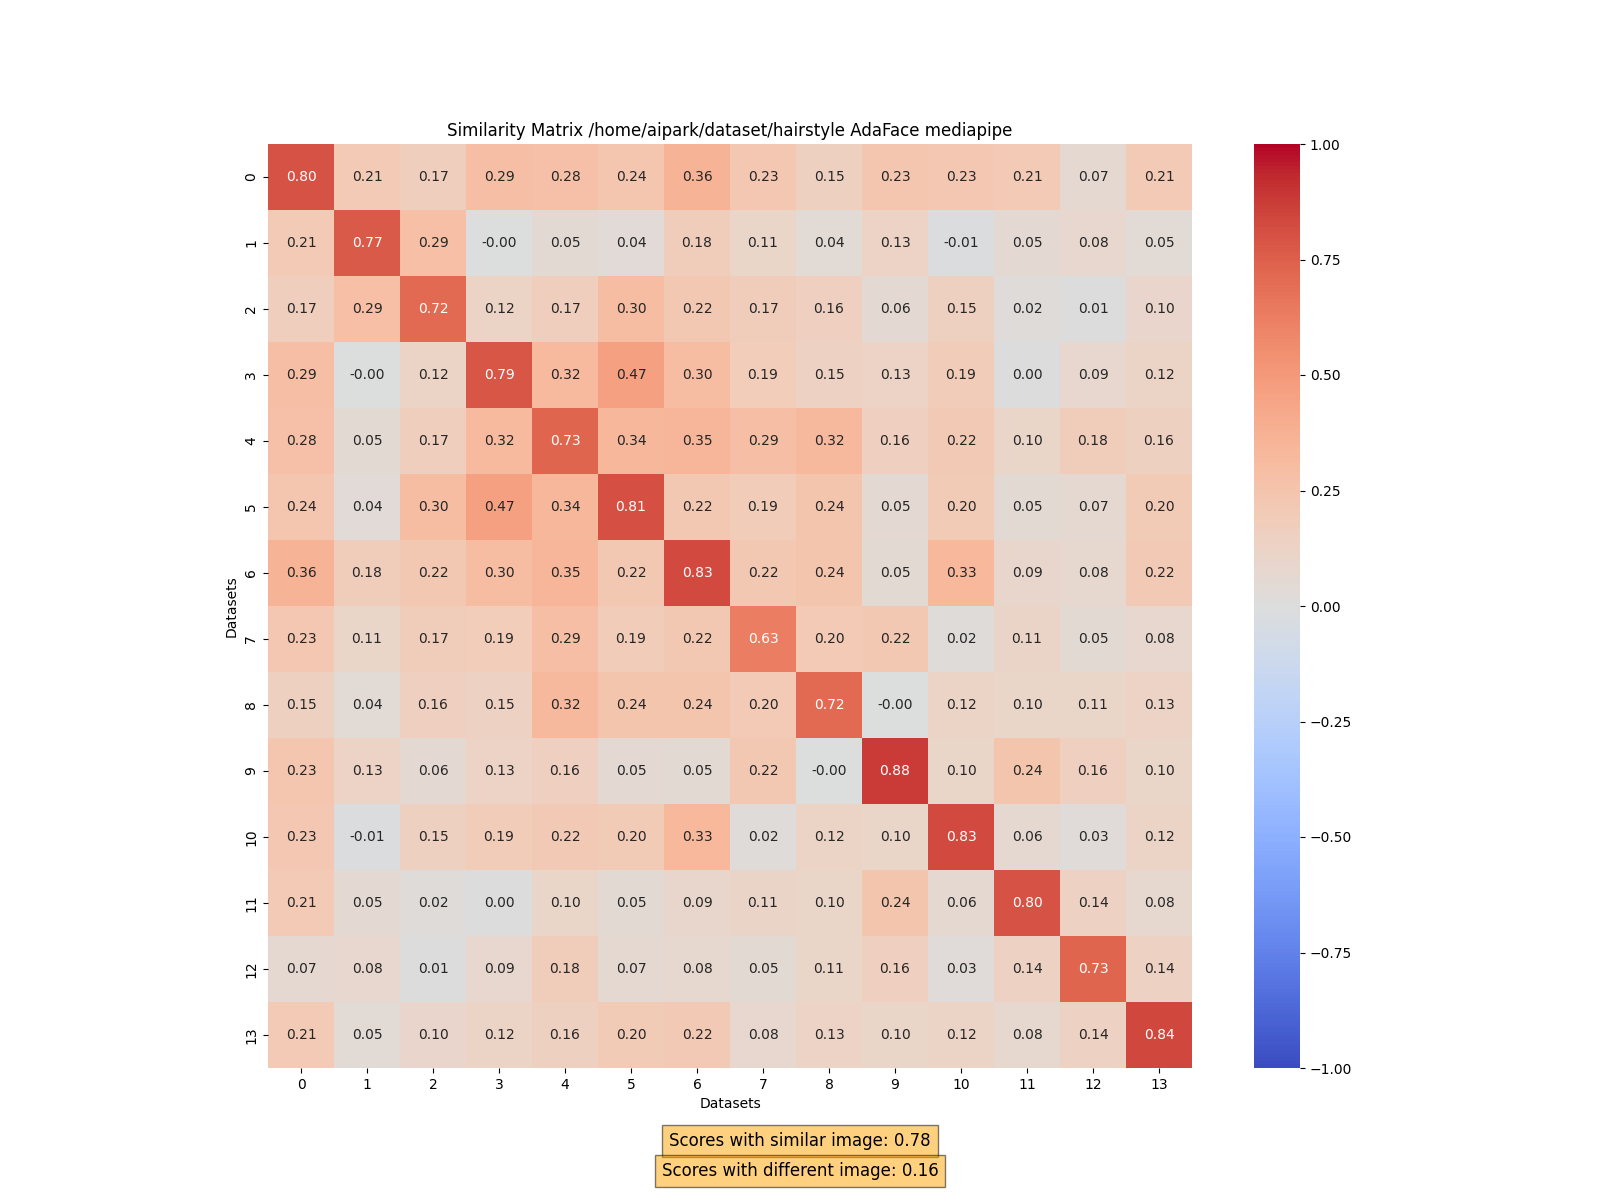 Similarity Matrix /home/aipark/dataset/hairstyle AdaFace mediapipe
0 0.80 0.21 0.17 0.29 0.28 0.24 0.36 0.23 0.15 0.23 0.23 0.21 0.07 0.21
1 0.21 0.77 0.29 -0.00 0.05 0.04 0.18 0.11 0.04 0.13 -0.01 0.05 0.08 0.05
2 0.17 0.29 0.72 0.12 0.17 0.30 0.22 0.17 0.16 0.06 0.15 0.02 0.01 0.10
3 0.29 -0.00 0.12 0.79 0.32 0.47 0.30 0.19 0.15 0.13 0.19 0.00 0.09 0.12
4 0.28 0.05 0.17 0.32 0.73 0.34 0.35 0.29 0.32 0.16 0.22 0.10 0.18 0.16
5 0.24 0.04 0.30 0.47 0.34 0.81 0.22 0.19 0.24 0.05 0.20 0.05 0.07 0.20
6 0.36 0.18 0.22 0.30 0.35 0.22 0.83 0.22 0.24 0.05 0.33 0.09 0.08 0.22
7 0.23 0.11 0.17 0.19 0.29 0.19 0.22 0.63 0.20 0.22 0.02 0.11 0.05 0.08
8 0.15 0.04 0.16 0.15 0.32 0.24 0.24 0.20 0.72 -0.00 0.12 0.10 0.11 0.13
9 0.23 0.13 0.06 0.13 0.16 0.05 0.05 0.22 -0.00 0.88 0.10 0.24 0.16 0.10
10 0.23 -0.01 0.15 0.19 0.22 0.20 0.33 0.02 0.12 0.10 0.83 0.06 0.03 0.12
11 0.21 0.05 0.02 0.00 0.10 0.05 0.09 0.11 0.10 0.24 0.06 0.80 0.14 0.08
12 0.07 0.08 0.01 0.09 0.18 0.07 0.08 0.05 0.11 0.16 0.03 0.14 0.73 0.14
13 0.21 0.05 0.10 0.12 0.16 0.20 0.22 0.08 0.13 0.10 0.12 0.08 0.14 0.84
0 1 2 3 4 5 6 7 8 9 10 11 12 13
Datasets
Datasets
1.00
0.75
0.50
0.25
0.00
−0.25
−0.50
−0.75
−1.00
Scores with similar image: 0.78
Scores with different image: 0.16